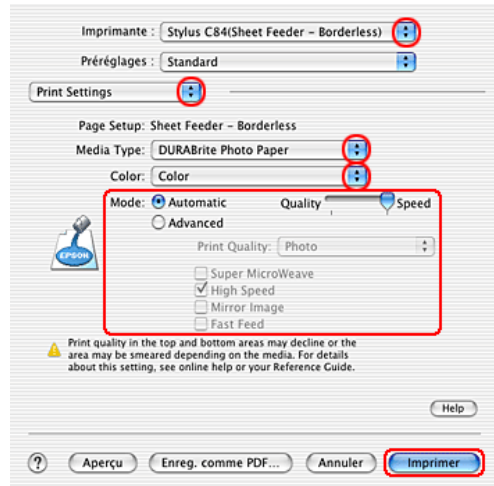 Imprimante : Stylus C84(Sheet Feeder – Borderless)
Préréglages : Standard
Print Settings
Page Setup: Sheet Feeder – Borderless
Media Type: DURABrite Photo Paper
Color: Color
Mode: Automatic Quality Speed
Advanced
Print Quality: Photo
EPSON
Super MicroWeave
High Speed
Mirror Image
Fast Feed
Print quality in the top and bottom areas may decline or the
area may be smeared depending on the media. For details
about this setting, see online help or your Reference Guide.
Help
? Aperçu Enreg. comme PDF... Annuler Imprimer